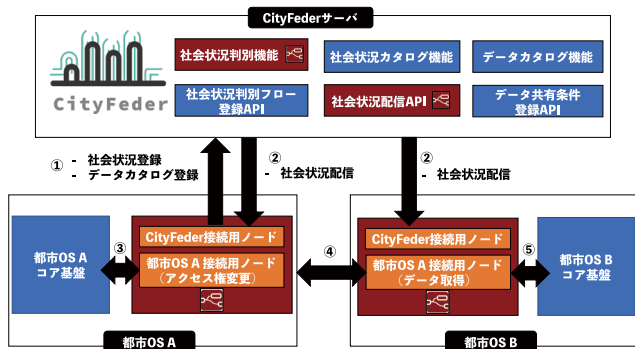 CityFederサーバ
CityFeder
社会状況判別機能
社会状況カタログ機能
データカタログ機能
社会状況判別フロー
登録API
社会状況配信API
データ共有条件
登録API
①
- 社会状況登録
- データカタログ登録
②
- 社会状況配信
②
- 社会状況配信
都市OS A
コア基盤
③
CityFeder接続用ノード
都市OS A 接続用ノード
（アクセス権変更）
④
CityFeder接続用ノード
都市OS A 接続用ノード
（データ取得）
⑤
都市OS B
コア基盤
都市OS A
都市OS B